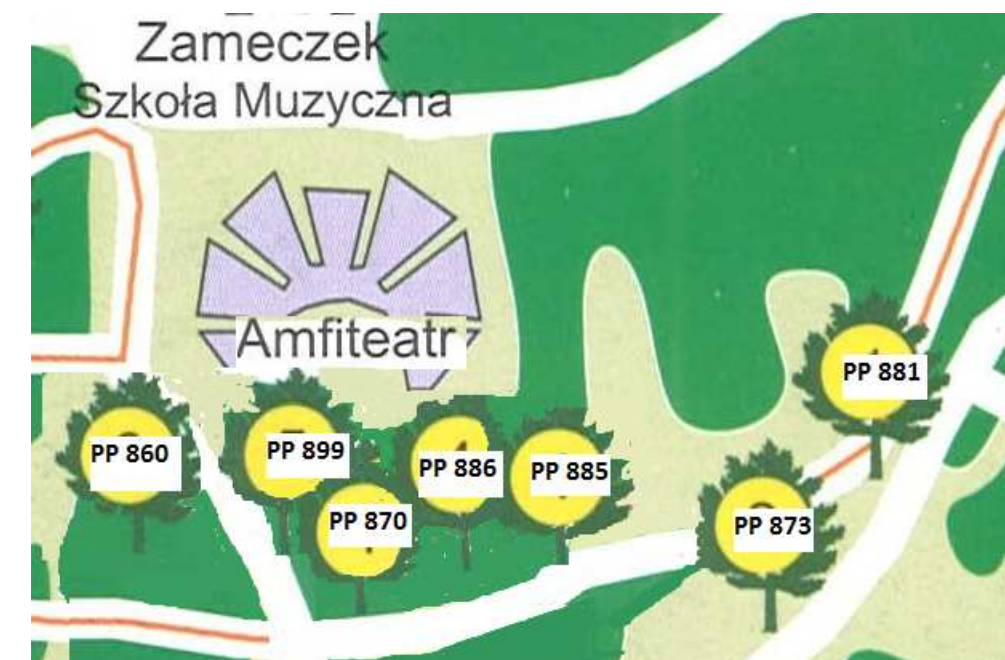 Zameczek
Szkoła Muzyczna
Amfiteatr
PP 881
PP 860
PP 899
PP 886
PP 885
PP 870
PP 873